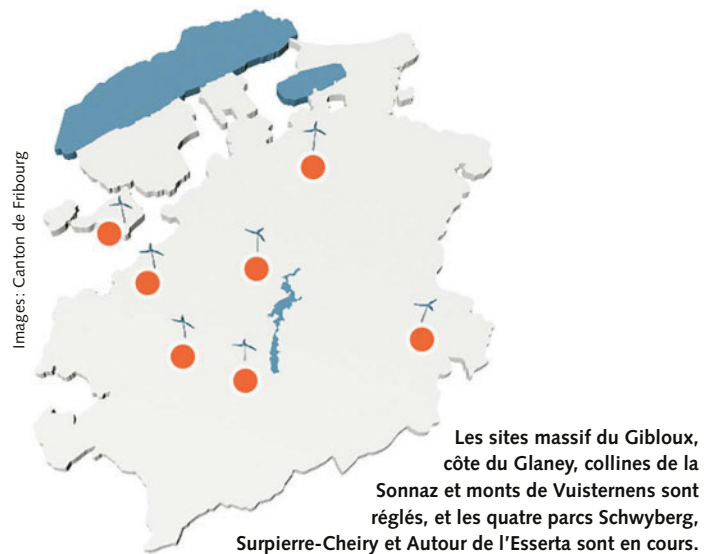 Images: Canton de Fribourg
Les sites massif du Gibloux,
côte du Glaney, collines de la
Sonnaz et monts de Vuisternens sont
réglés, et les quatre parcs Schwyberg,
Surpierre-Cheiry et Autour de l'Esserta sont en cours.